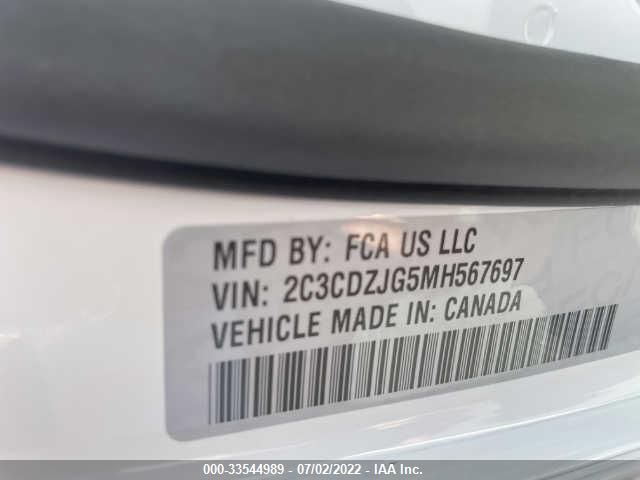 MFD BY: FCA US LLC
VIN: 2C3CDZJG5MH567697
VEHICLE MADE IN: CANADA
000-33544989 - 07/02/2022 - IAA Inc.